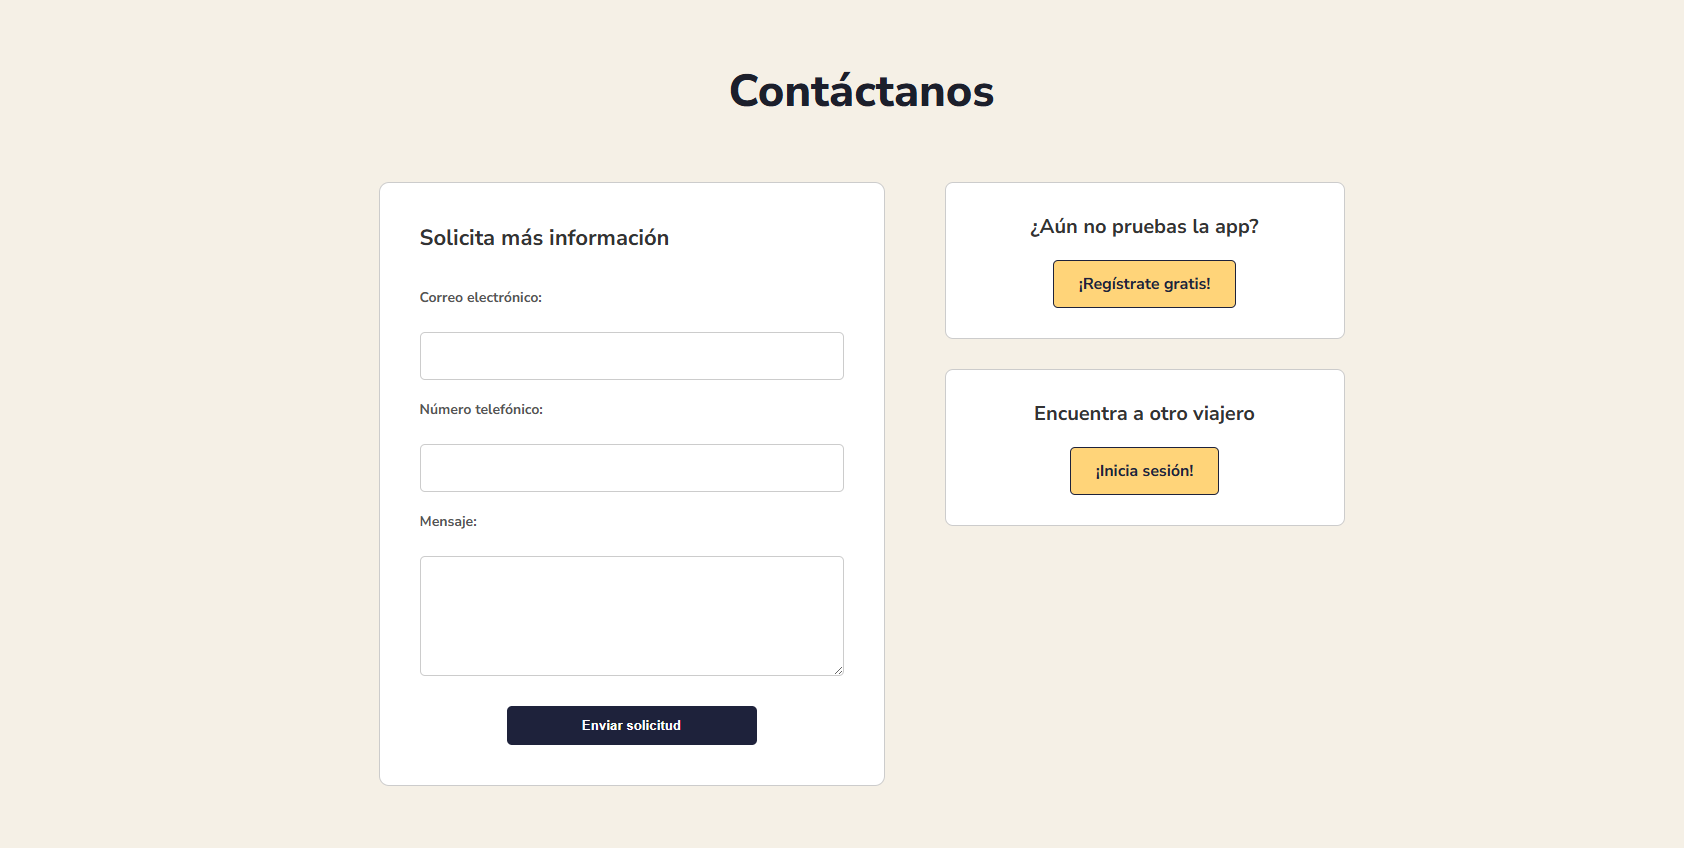 Contáctanos
Solicita más información
Correo electrónico:
Número telefónico:
Mensaje:
Enviar solicitud
¿Aún no pruebas la app?
¡Regístrate gratis!
Encuentra a otro viajero
¡Inicia sesión!